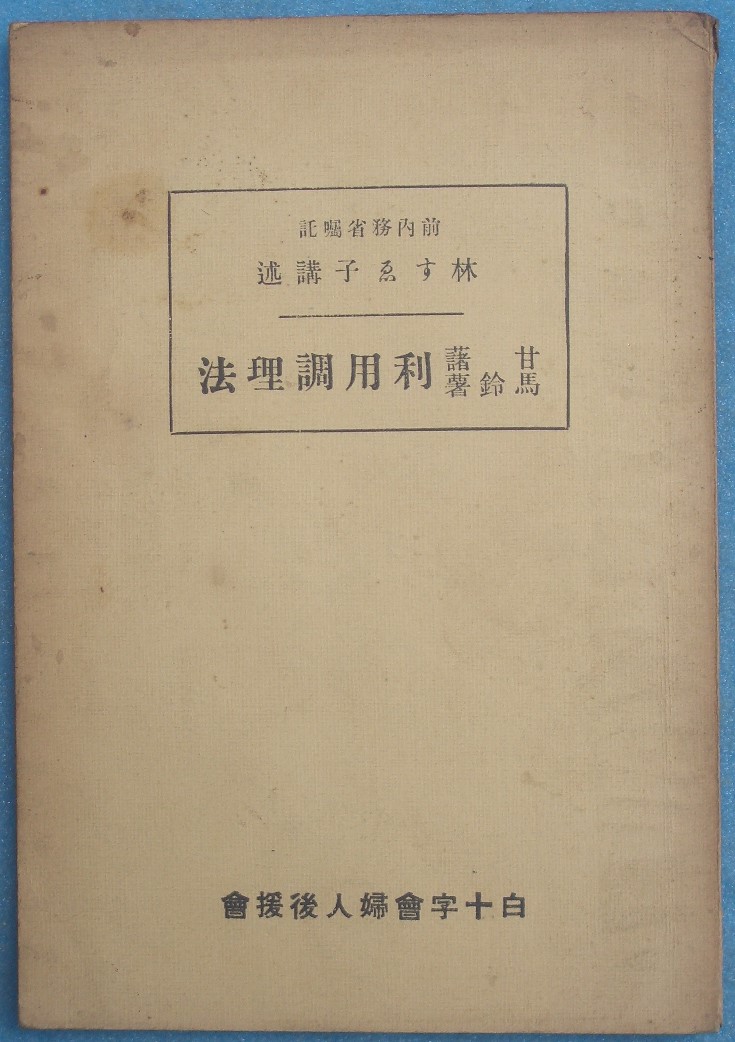 前内務省囑託
林すゑ子講述
甘藷馬鈴薯利用調理法
白十字會婦人後援會